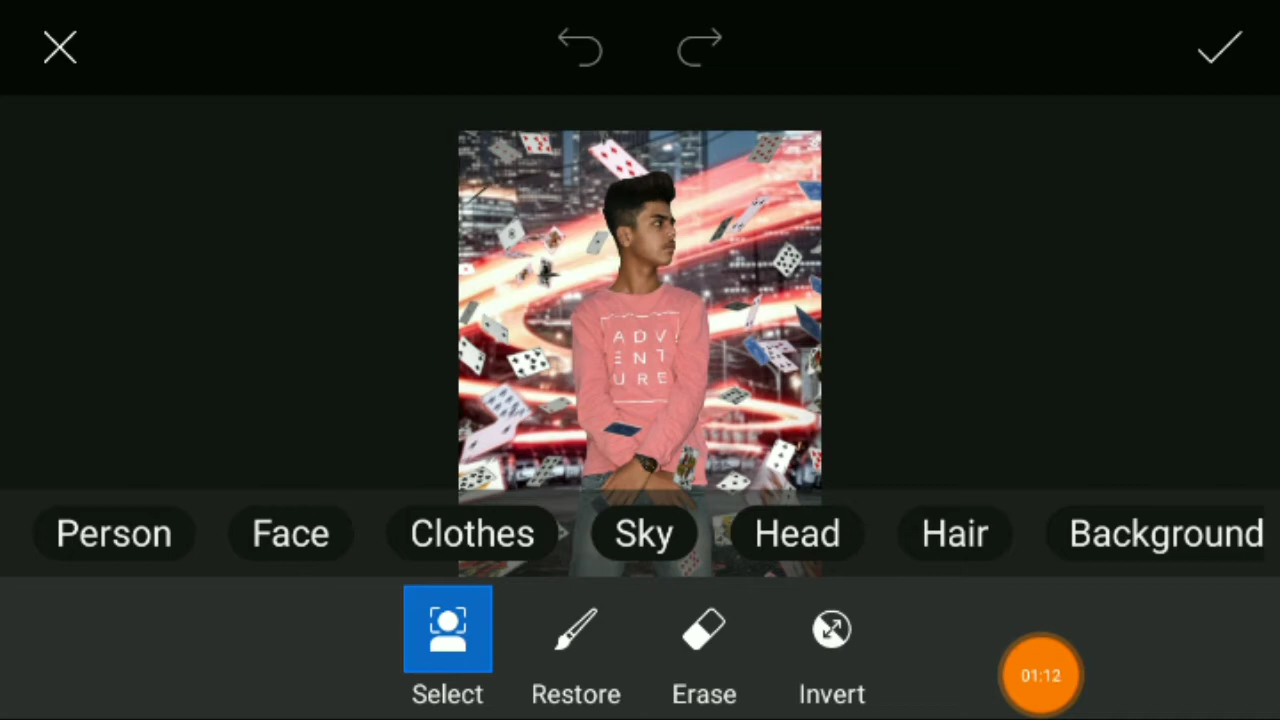 ADV
ENT
URE
Person
Face
Clothes
Sky
Head
Hair
Background
Select
Restore
Erase
Invert
01:12